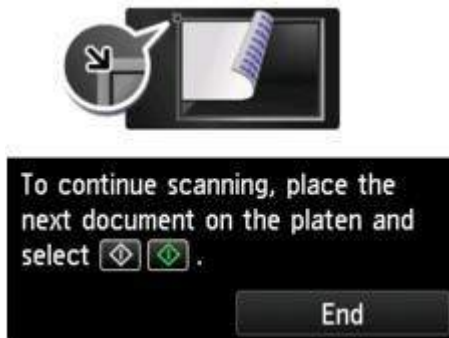 To continue scanning, place the
next document on the platen and
select .
End